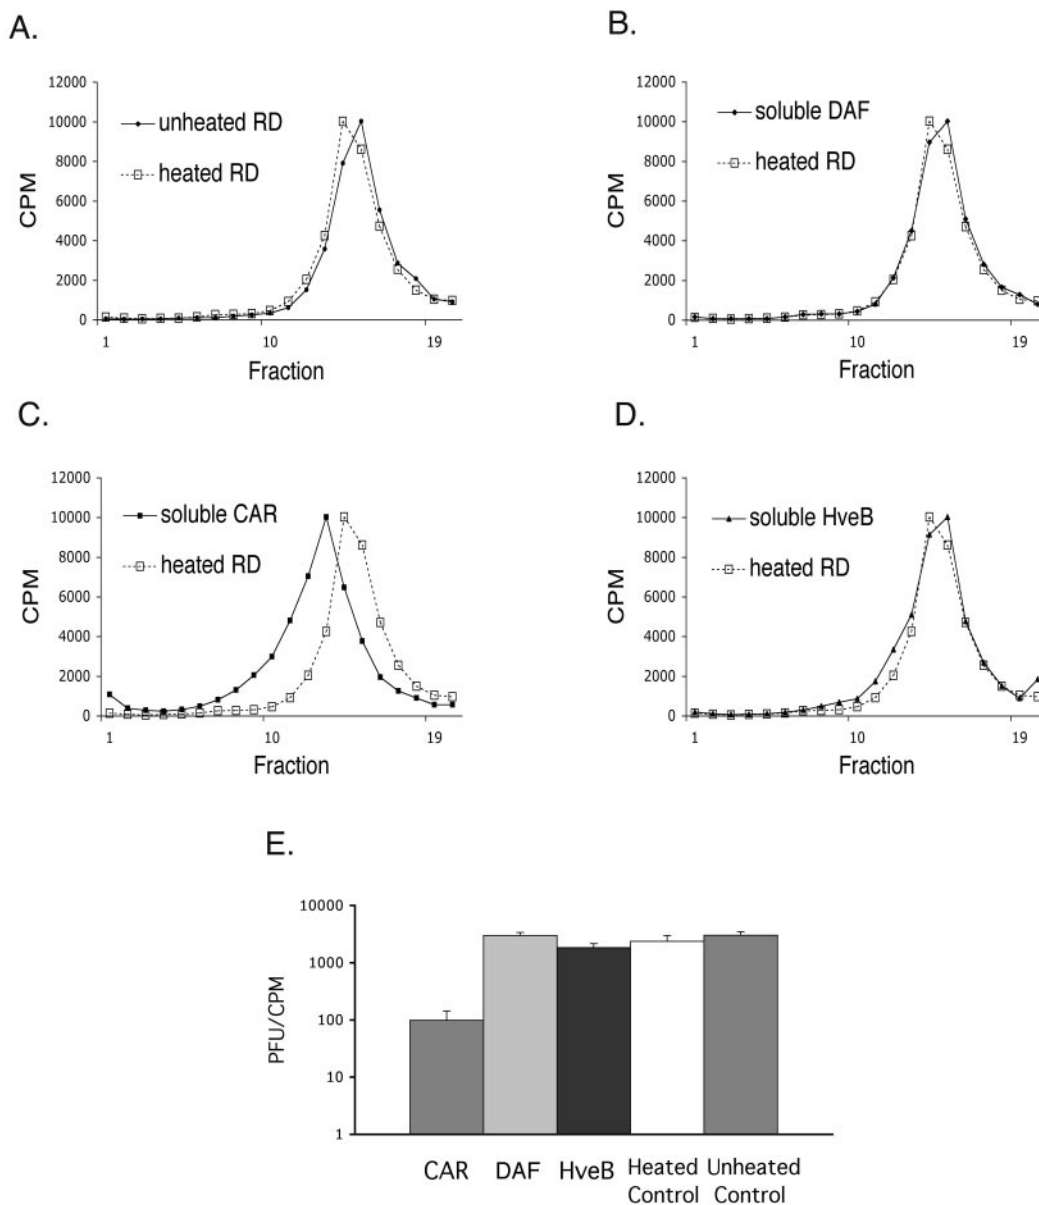 A.
12000
10000
8000
6000
4000
2000
0
CPM
unheated RD
heated RD
1 10 19
Fraction
B.
12000
10000
8000
6000
4000
2000
0
CPM
soluble DAF
heated RD
1 10 19
Fraction
C.
12000
10000
8000
6000
4000
2000
0
CPM
soluble CAR
heated RD
1 10 19
Fraction
D.
12000
10000
8000
6000
4000
2000
0
CPM
soluble HveB
heated RD
1 10 19
Fraction
E.
10000
1000
100
10
1
PFU/CPM
CAR DAF HveB Heated Unheated
Control Control